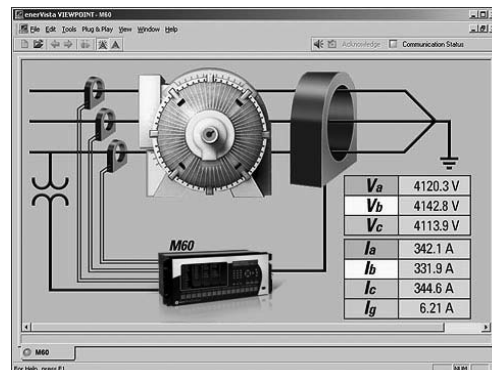 enerVista VIEWPOINT - M60
File Edit Tools Plug & Play View Window Help
Acknowledge Communication Status
M60
Va 4120.3 V
Vb 4142.8 V
Vc 4113.9 V
Ia 342.1 A
Ib 331.9 A
Ic 344.6 A
Ig 6.21 A
M60
For Help, press F1
NUM